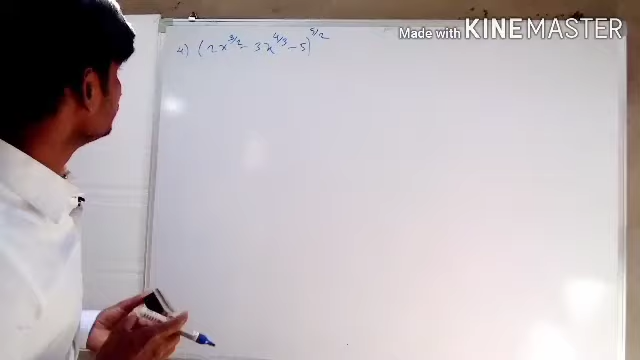 Made with KINEMASTER
4) (2x^{3/2} - 3x^{4/3} - 5)^{5/2}